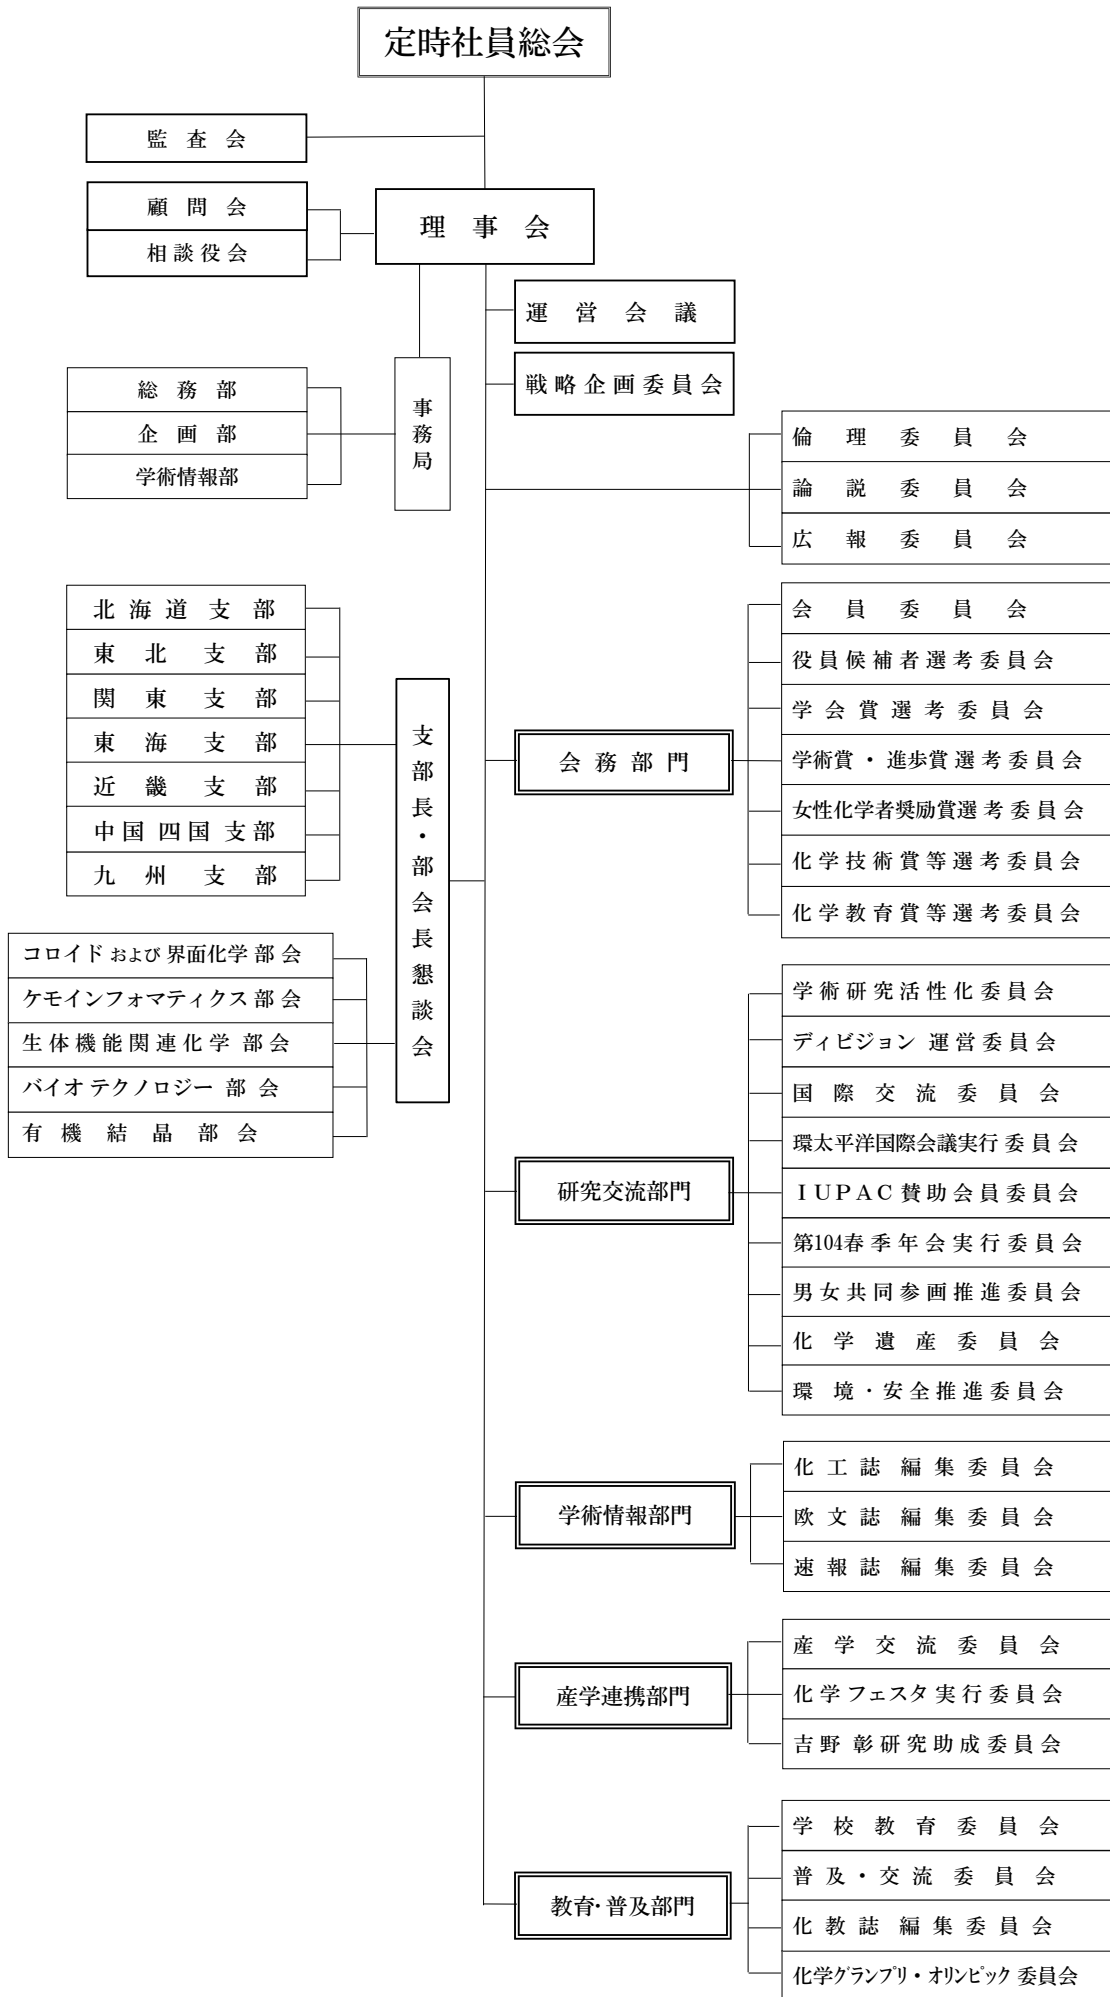 定時社員総会
監査会
顧問会
相談役会
理事会
運営会議
戦略企画委員会
総務部
企画部
学術情報部
事務局
倫理委員会
論説委員会
広報委員会
北海道支部
東北支部
関東支部
東海支部
近畿支部
中国四国支部
九州支部
コロイドおよび界面化学部会
ケモインフォマティクス部会
生体機能関連化学部会
バイオテクノロジー部会
有機結晶部会
支部長・部会長懇談会
会務部門
会員委員会
役員候補者選考委員会
学会賞選考委員会
学術賞・進歩賞選考委員会
女性化学者奨励賞選考委員会
化学技術賞等選考委員会
化学教育賞等選考委員会
研究交流部門
学術研究活性化委員会
ディビジョン運営委員会
国際交流委員会
環太平洋国際会議実行委員会
IUPAC賛助会員委員会
第104春季年会実行委員会
男女共同参画推進委員会
化学遺産委員会
環境・安全推進委員会
学術情報部門
化工誌編集委員会
欧文誌編集委員会
速報誌編集委員会
産学連携部門
産学交流委員会
化学フェスタ実行委員会
吉野彰研究助成委員会
教育・普及部門
学校教育委員会
普及・交流委員会
化教誌編集委員会
化学グランプリ・オリンピック委員会